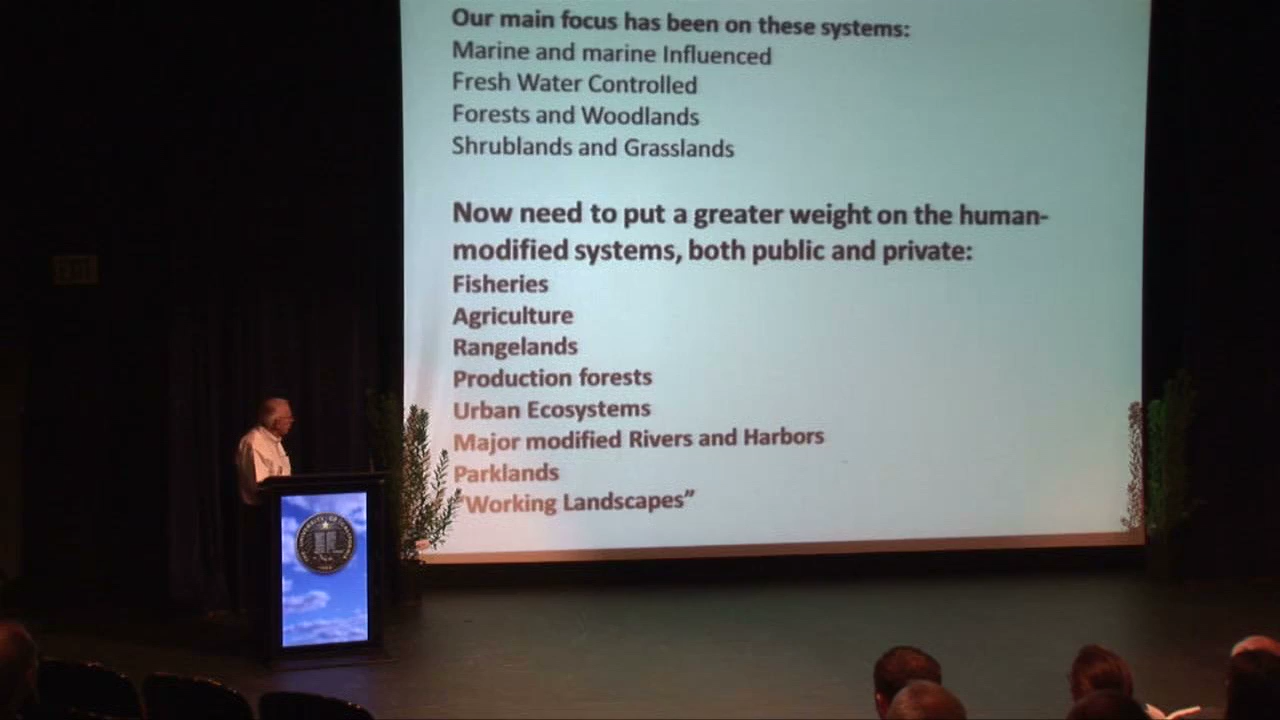 Our main focus has been on these systems:
Marine and marine Influenced
Fresh Water Controlled
Forests and Woodlands
Shrublands and Grasslands
Now need to put a greater weight on the human-
modified systems, both public and private:
Fisheries
Agriculture
Rangelands
Production forests
Urban Ecosystems
Major modified Rivers and Harbors
Parklands
"Working Landscapes”
EXIT